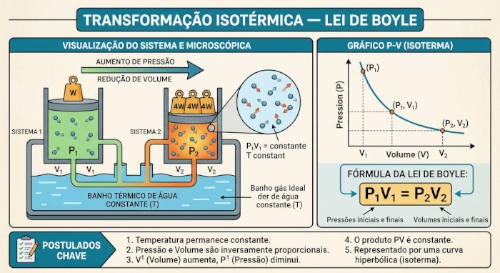 TRANSFORMAÇÃO ISOTÉRMICA — LEI DE BOYLE
VISUALIZAÇÃO DO SISTEMA E MICROSCÓPICA
AUMENTO DE PRESSÃO
REDUÇÃO DE VOLUME
W
4W 4W 4W
SISTEMA 1
SISTEMA 2
P₁
P₂
V₁
V₁
V₂
V₂
P₁V₁ = constante
T constant
Banho gás ideal
der de água
constante (T)
BANHO TÉRMICO DE ÁGUA
CONSTANTE (T)
GRÁFICO P-V (ISOTERMA)
Pression (P)
(P₁)
(P₁, V₁)
(P₂, V₂)
V₁
V₂
Volume (V)
FÓRMULA DA LEI DE BOYLE:
P₁V₁ = P₂V₂
Pressões iniciais e finais
Volumes iniciais e finais
POSTULADOS
CHAVE
1. Temperatura permanece constante.
2. Pressão e Volume são inversamente proporcionais.
3. V¹ (Volume) aumenta, P¹ (Pressão) diminui.
4. O produto PV é constante.
5. Representado por uma curva
hiperbólica (isoterma).